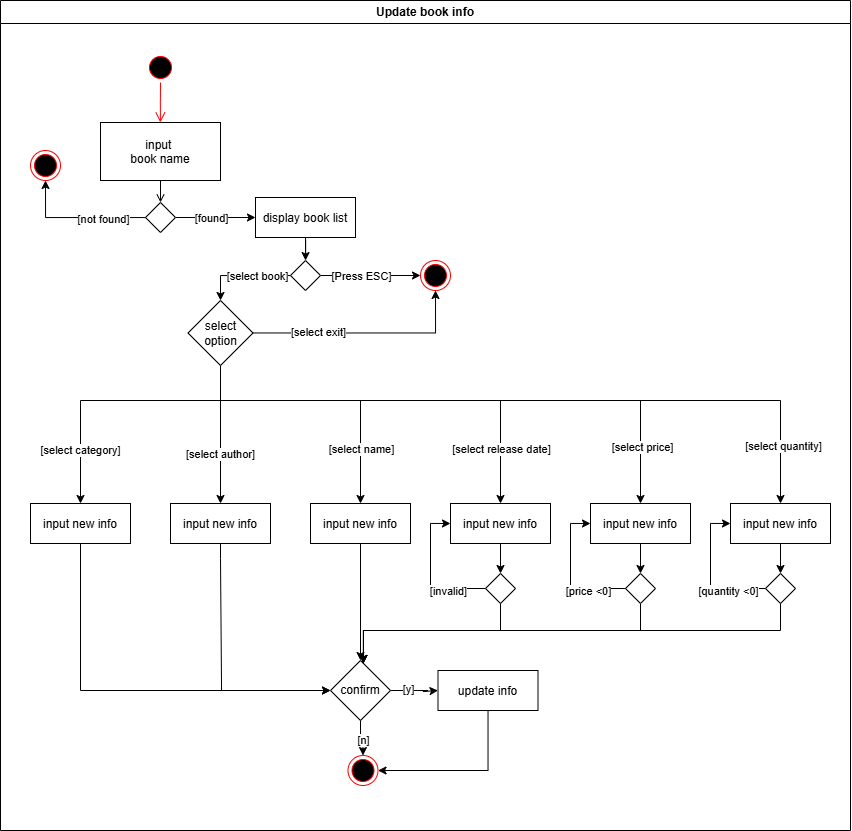 Update book info
input
book name
[not found]
[found]
display book list
[select book]
[Press ESC]
select
option
[select exit]
[select category]
[select author]
[select name]
[select release date]
[select price]
[select quantity]
input new info
input new info
input new info
input new info
input new info
input new info
[invalid]
[price <0]
[quantity <0]
confirm
[y]
update info
[n]